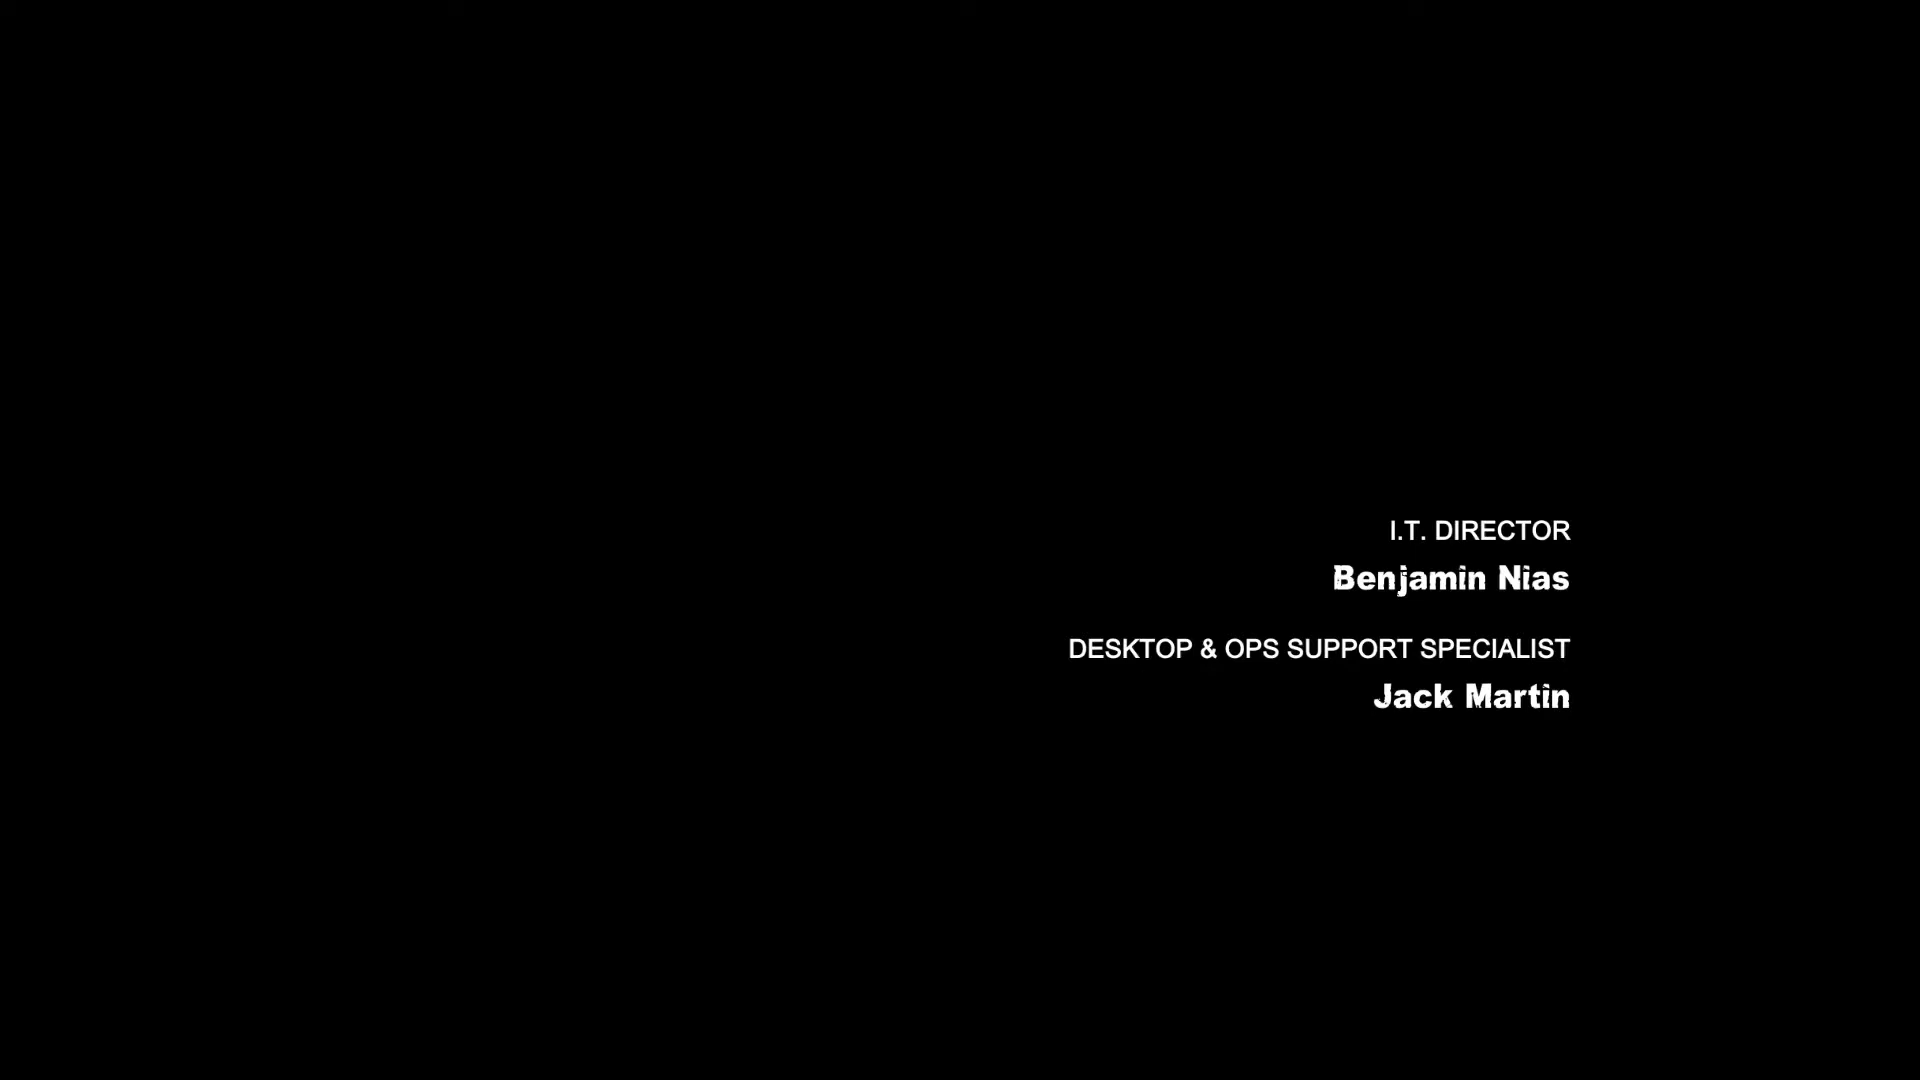 I.T. DIRECTOR
Benjamin Nias
DESKTOP & OPS SUPPORT SPECIALIST
Jack Martin